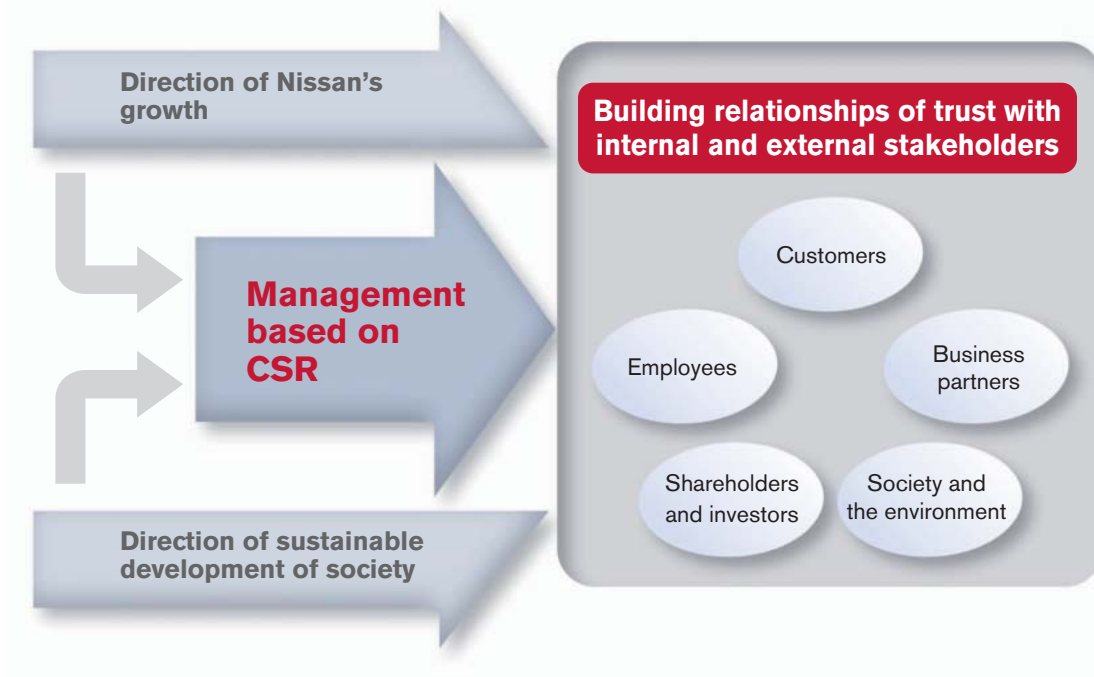 Direction of Nissan's
growth
Management
based on
CSR
Direction of sustainable
development of society
Building relationships of trust with
internal and external stakeholders
Customers
Employees
Business
partners
Shareholders
and investors
Society and
the environment